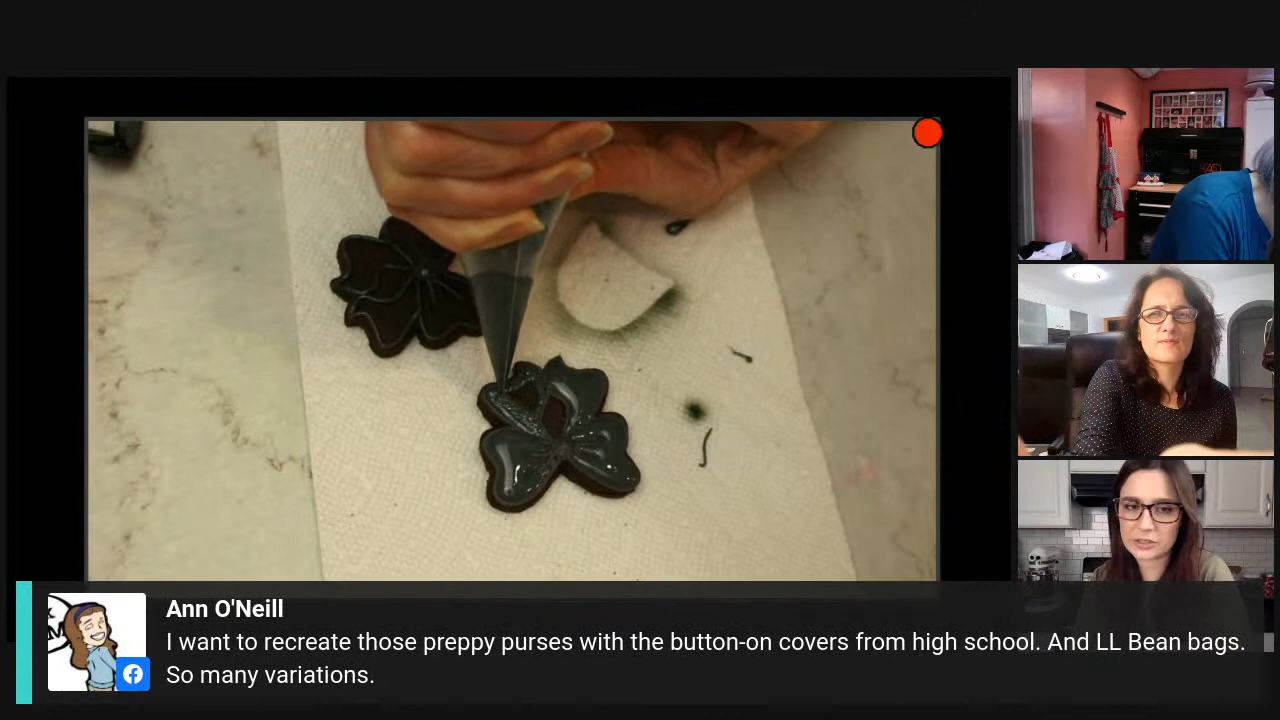 Ann O'Neill
I want to recreate those preppy purses with the button-on covers from high school. And LL Bean bags.
So many variations.